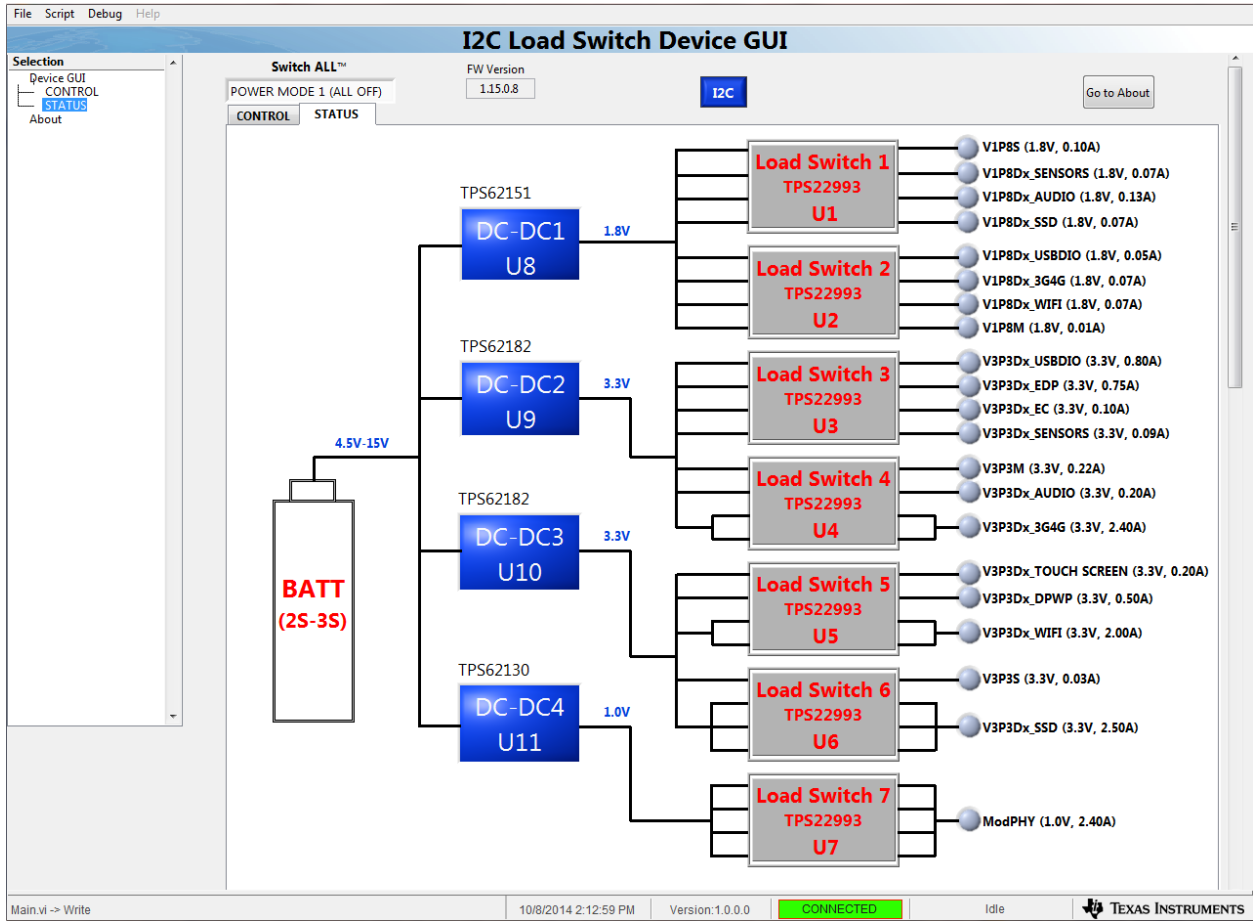 File Script Debug Help
I2C Load Switch Device GUI
Selection
Device GUI
CONTROL
STATUS
About
Switch ALL™
POWER MODE 1 (ALL OFF)
FW Version
1.15.0.8
I2C
Go to About
CONTROL STATUS
BATT
(2S-3S)
4.5V-15V
TPS62151
DC-DC1
U8
1.8V
TPS62182
DC-DC2
U9
3.3V
TPS62182
DC-DC3
U10
3.3V
TPS62130
DC-DC4
U11
1.0V
Load Switch 1
TPS22993
U1
V1P8S (1.8V, 0.10A)
V1P8Dx_SENSORS (1.8V, 0.07A)
V1P8Dx_AUDIO (1.8V, 0.13A)
V1P8Dx_SSD (1.8V, 0.07A)
Load Switch 2
TPS22993
U2
V1P8Dx_USBDIO (1.8V, 0.05A)
V1P8Dx_3G4G (1.8V, 0.07A)
V1P8Dx_WIFI (1.8V, 0.07A)
V1P8M (1.8V, 0.01A)
Load Switch 3
TPS22993
U3
V3P3Dx_USBDIO (3.3V, 0.80A)
V3P3Dx_EDP (3.3V, 0.75A)
V3P3Dx_EC (3.3V, 0.10A)
V3P3Dx_SENSORS (3.3V, 0.09A)
Load Switch 4
TPS22993
U4
V3P3M (3.3V, 0.22A)
V3P3Dx_AUDIO (3.3V, 0.20A)
V3P3Dx_3G4G (3.3V, 2.40A)
Load Switch 5
TPS22993
U5
V3P3Dx_TOUCH SCREEN (3.3V, 0.20A)
V3P3Dx_DPWP (3.3V, 0.50A)
V3P3Dx_WIFI (3.3V, 2.00A)
Load Switch 6
TPS22993
U6
V3P3S (3.3V, 0.03A)
V3P3Dx_SSD (3.3V, 2.50A)
Load Switch 7
TPS22993
U7
ModPHY (1.0V, 2.40A)
Main.vi -> Write
10/8/2014 2:12:59 PM
Version:1.0.0.0
CONNECTED
Idle
TEXAS INSTRUMENTS